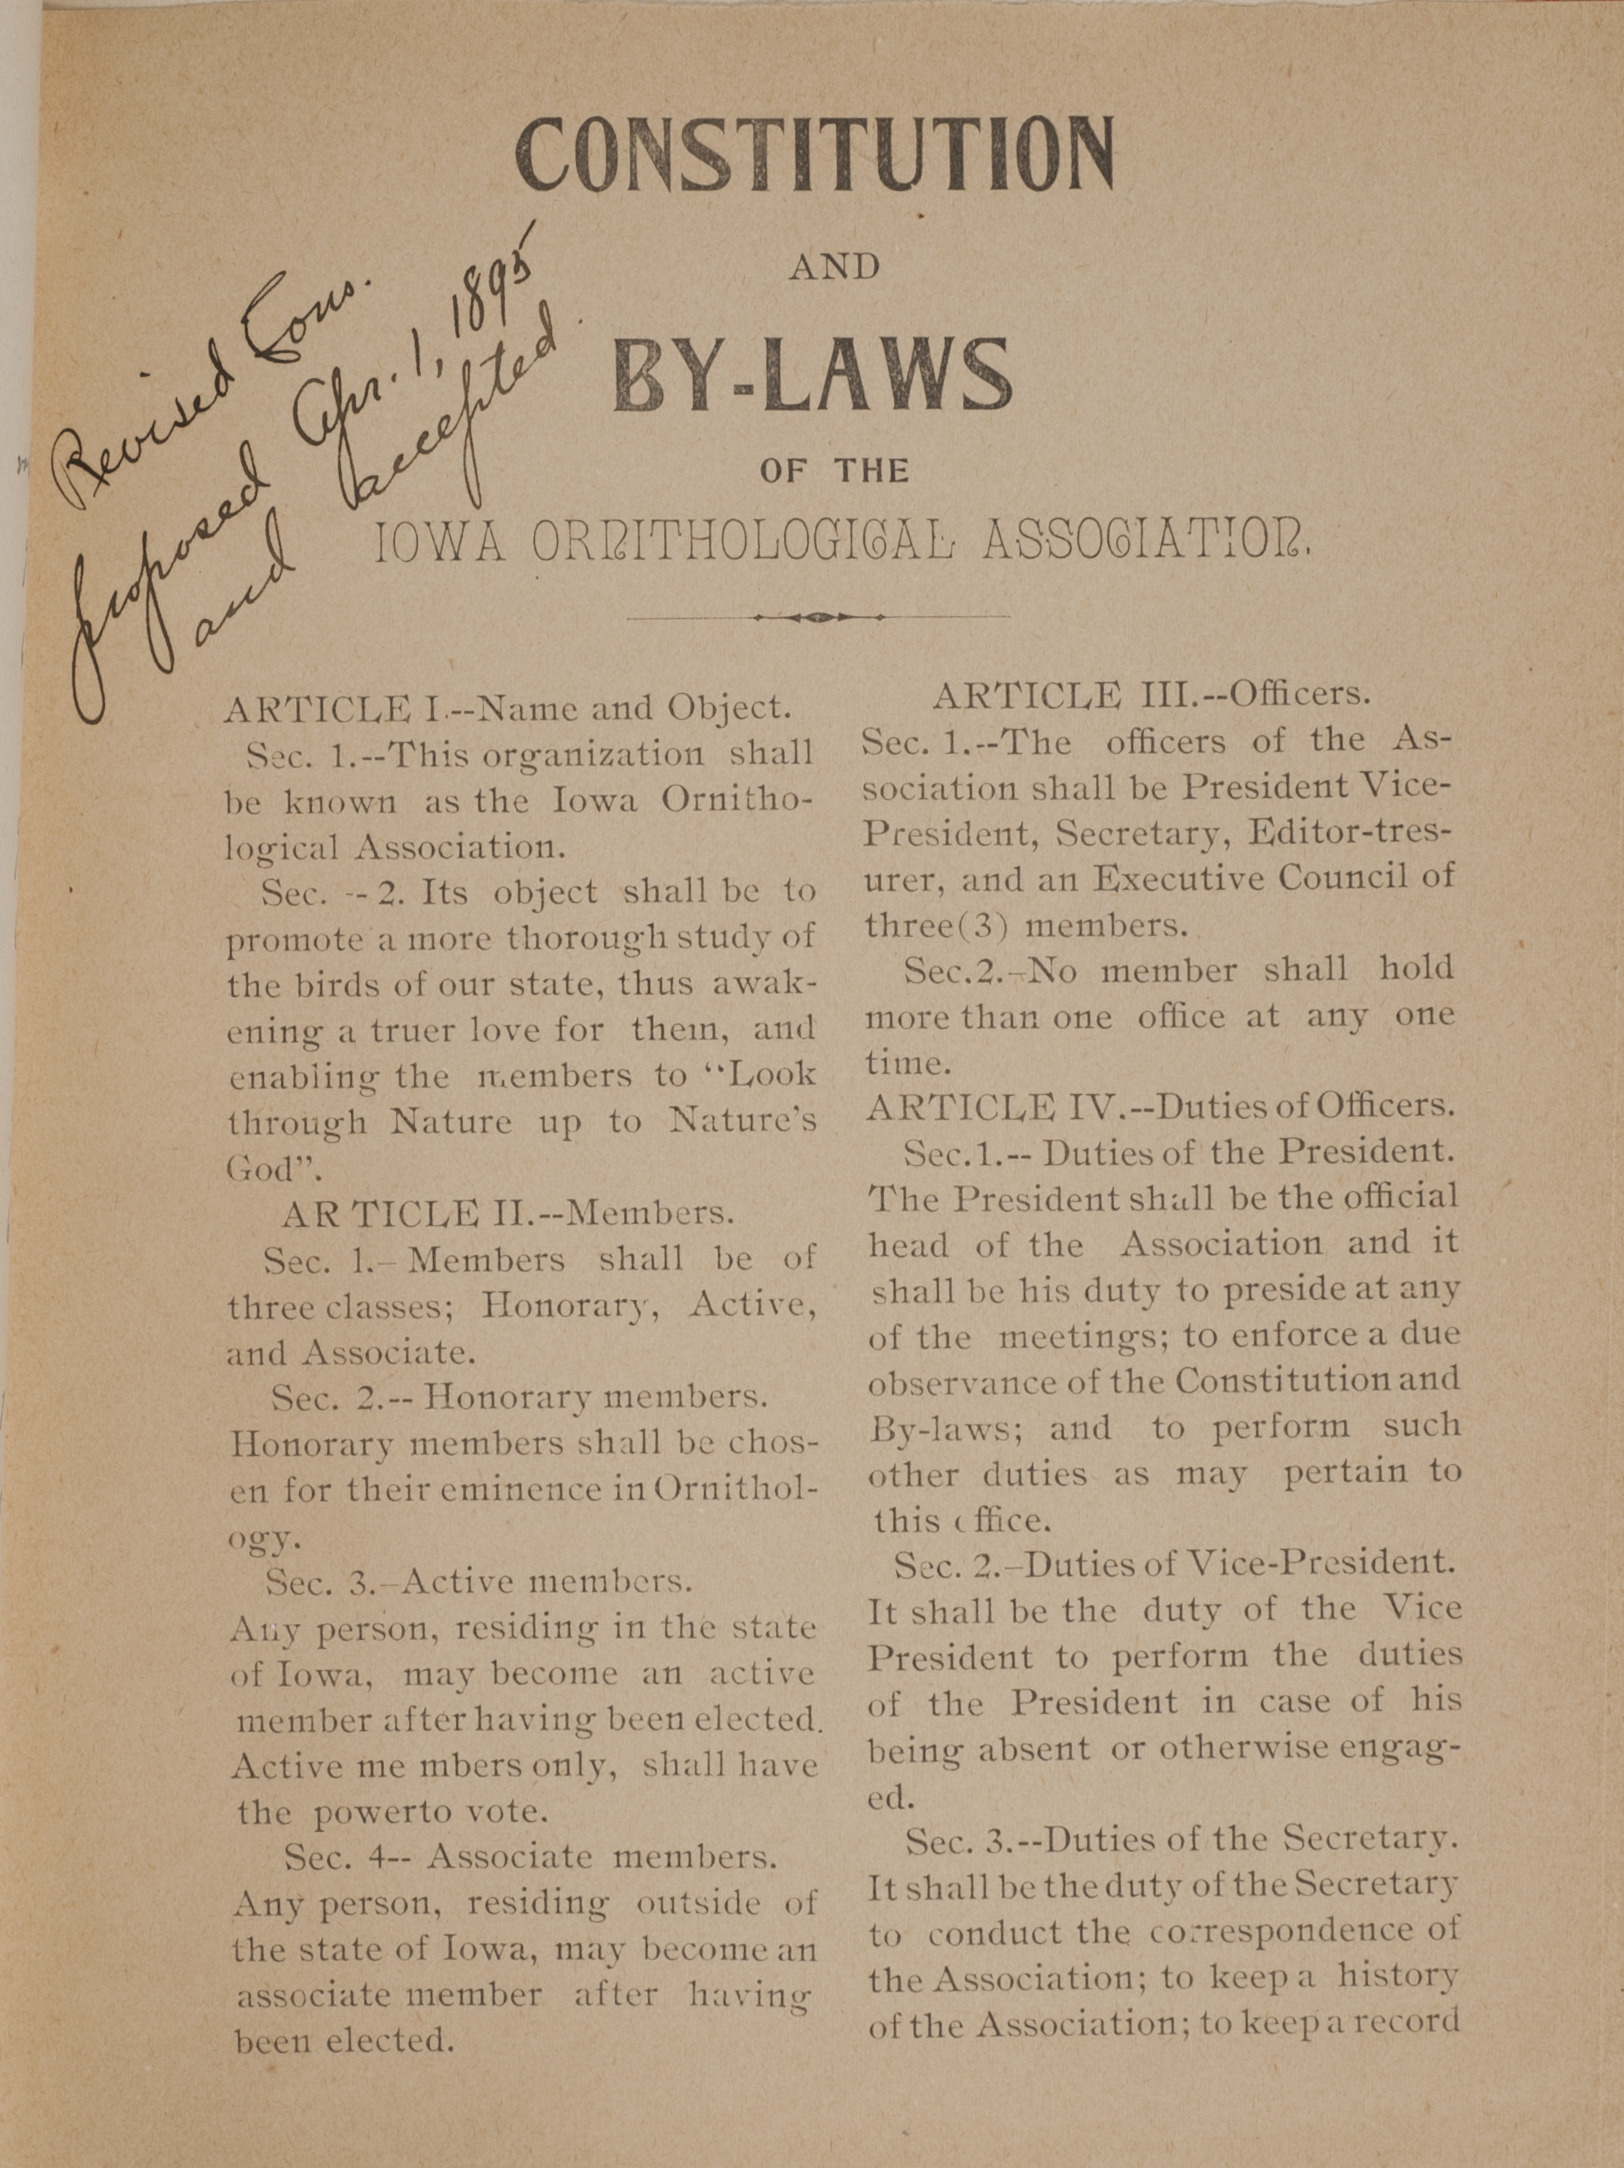 CONSTITUTION
AND
BY-LAWS
OF THE
IOWA ORNITHOLOGICAL ASSOCIATION.
Revised Cons.
proposed Apr. 1, 1895
and accepted.
ARTICLE I.--Name and Object.
Sec. 1.--This organization shall
be known as the Iowa Ornitho-
logical Association.
Sec. -- 2. Its object shall be to
promote a more thorough study of
the birds of our state, thus awak-
ening a truer love for them, and
enabling the members to "Look
through Nature up to Nature's
God".
AR TICLE II.--Members.
Sec. 1.- Members shall be of
three classes; Honorary, Active,
and Associate.
Sec. 2.-- Honorary members.
Honorary members shall be chos-
en for their eminence in Ornithol-
ogy.
Sec. 3.-Active members.
Any person, residing in the state
of Iowa, may become an active
member after having been elected.
Active me mbers only, shall have
the powerto vote.
Sec. 4-- Associate members.
Any person, residing outside of
the state of Iowa, may become an
associate member after having
been elected.
ARTICLE III.--Officers.
Sec. 1.--The officers of the As-
sociation shall be President Vice-
President, Secretary, Editor-tres-
urer, and an Executive Council of
three(3) members.
Sec.2.-No member shall hold
more than one office at any one
time.
ARTICLE IV.--Duties of Officers.
Sec.1.-- Duties of the President.
The President shall be the official
head of the Association and it
shall be his duty to preside at any
of the meetings; to enforce a due
observance of the Constitution and
By-laws; and to perform such
other duties as may pertain to
this office.
Sec. 2.-Duties of Vice-President.
It shall be the duty of the Vice
President to perform the duties
of the President in case of his
being absent or otherwise engag-
ed.
Sec. 3.--Duties of the Secretary.
It shall be the duty of the Secretary
to conduct the correspondence of
the Association; to keep a history
of the Association; to keep a record